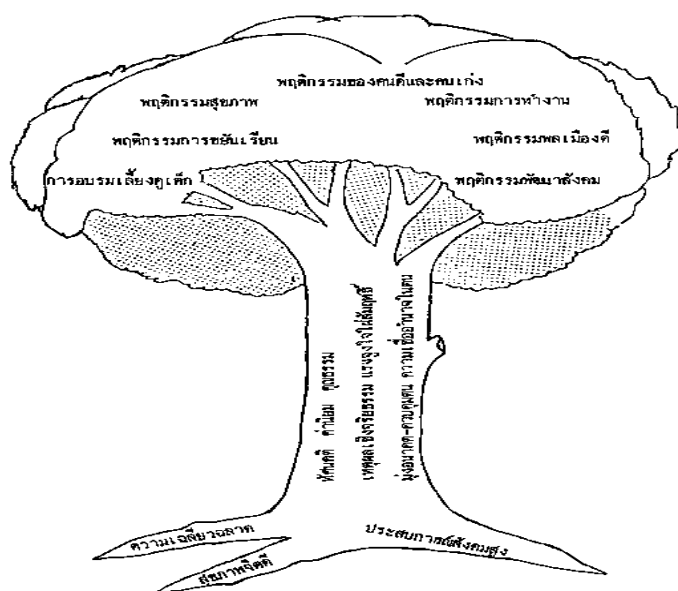 พฤติกรรมของคนดีและคนเก่ง
พฤติกรรมสุขภาพ
พฤติกรรมการทำงาน
พฤติกรรมการขยันเรียน
พฤติกรรมพลเมืองดี
การอบรมเลี้ยงดูเด็ก
พฤติกรรมพัฒนาสังคม
ทัศนคติ ค่านิยม คุณธรรม
เหตุผลเชิงจริยธรรม แรงจูงใจใฝ่สัมฤทธิ์
มุ่งอนาคต-ควบคุมตน ความเชื่ออำนาจในตน
ความเฉลียวฉลาด
ประสบการณ์สังคมสูง
สุขภาพจิตดี